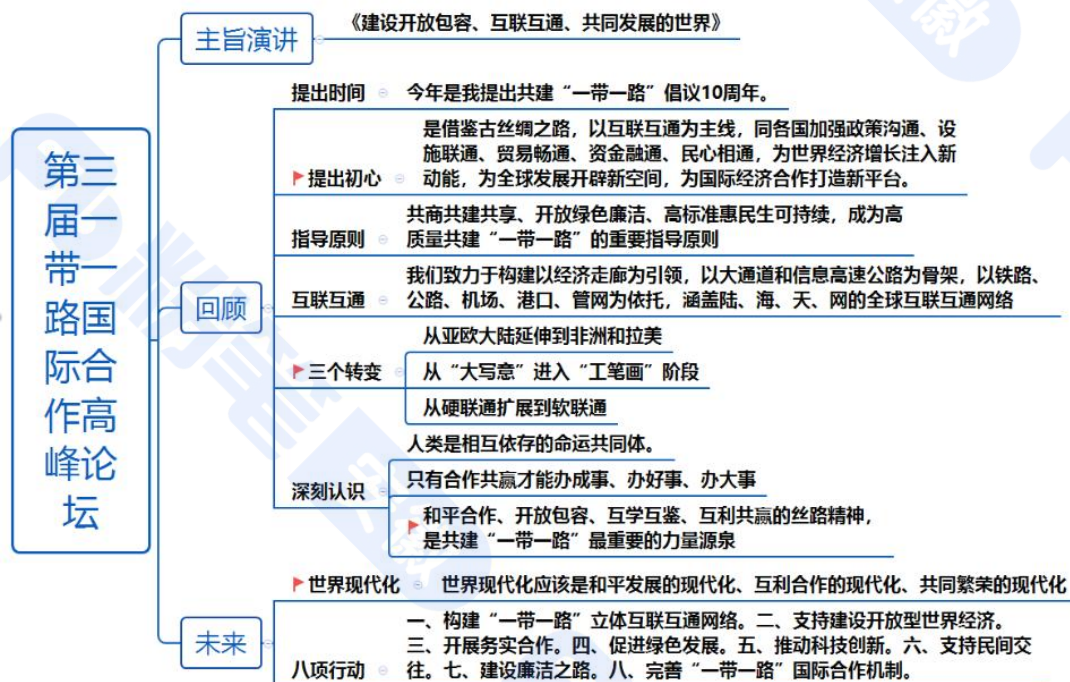 第三届一带一路国际合作高峰论坛
主旨演讲
《建设开放包容、互联互通、共同发展的世界》
回顾
提出时间
今年是我提出共建“一带一路”倡议10周年。
提出初心
是借鉴古丝绸之路，以互联互通为主线，同各国加强政策沟通、设
施联通、贸易畅通、资金融通、民心相通，为世界经济增长注入新
动能，为全球发展开辟新空间，为国际经济合作打造新平台。
指导原则
共商共建共享、开放绿色廉洁、高标准惠民生可持续，成为高
质量共建“一带一路”的重要指导原则
互联互通
我们致力于构建以经济走廊为引领，以大通道和信息高速公路为骨架，以铁路、
公路、机场、港口、管网为依托，涵盖陆、海、天、网的全球互联互通网络
三个转变
从亚欧大陆延伸到非洲和拉美
从“大写意”进入“工笔画”阶段
从硬联通扩展到软联通
深刻认识
人类是相互依存的命运共同体。
只有合作共赢才能办成事、办好事、办大事
和平合作、开放包容、互学互鉴、互利共赢的丝路精神，
是共建“一带一路”最重要的力量源泉
未来
世界现代化
世界现代化应该是和平发展的现代化、互利合作的现代化、共同繁荣的现代化
八项行动
一、构建“一带一路”立体互联互通网络。二、支持建设开放型世界经济。
三、开展务实合作。四、促进绿色发展。五、推动科技创新。六、支持民间交
往。七、建设廉洁之路。八、完善“一带一路”国际合作机制。
粉笔安徽
徽